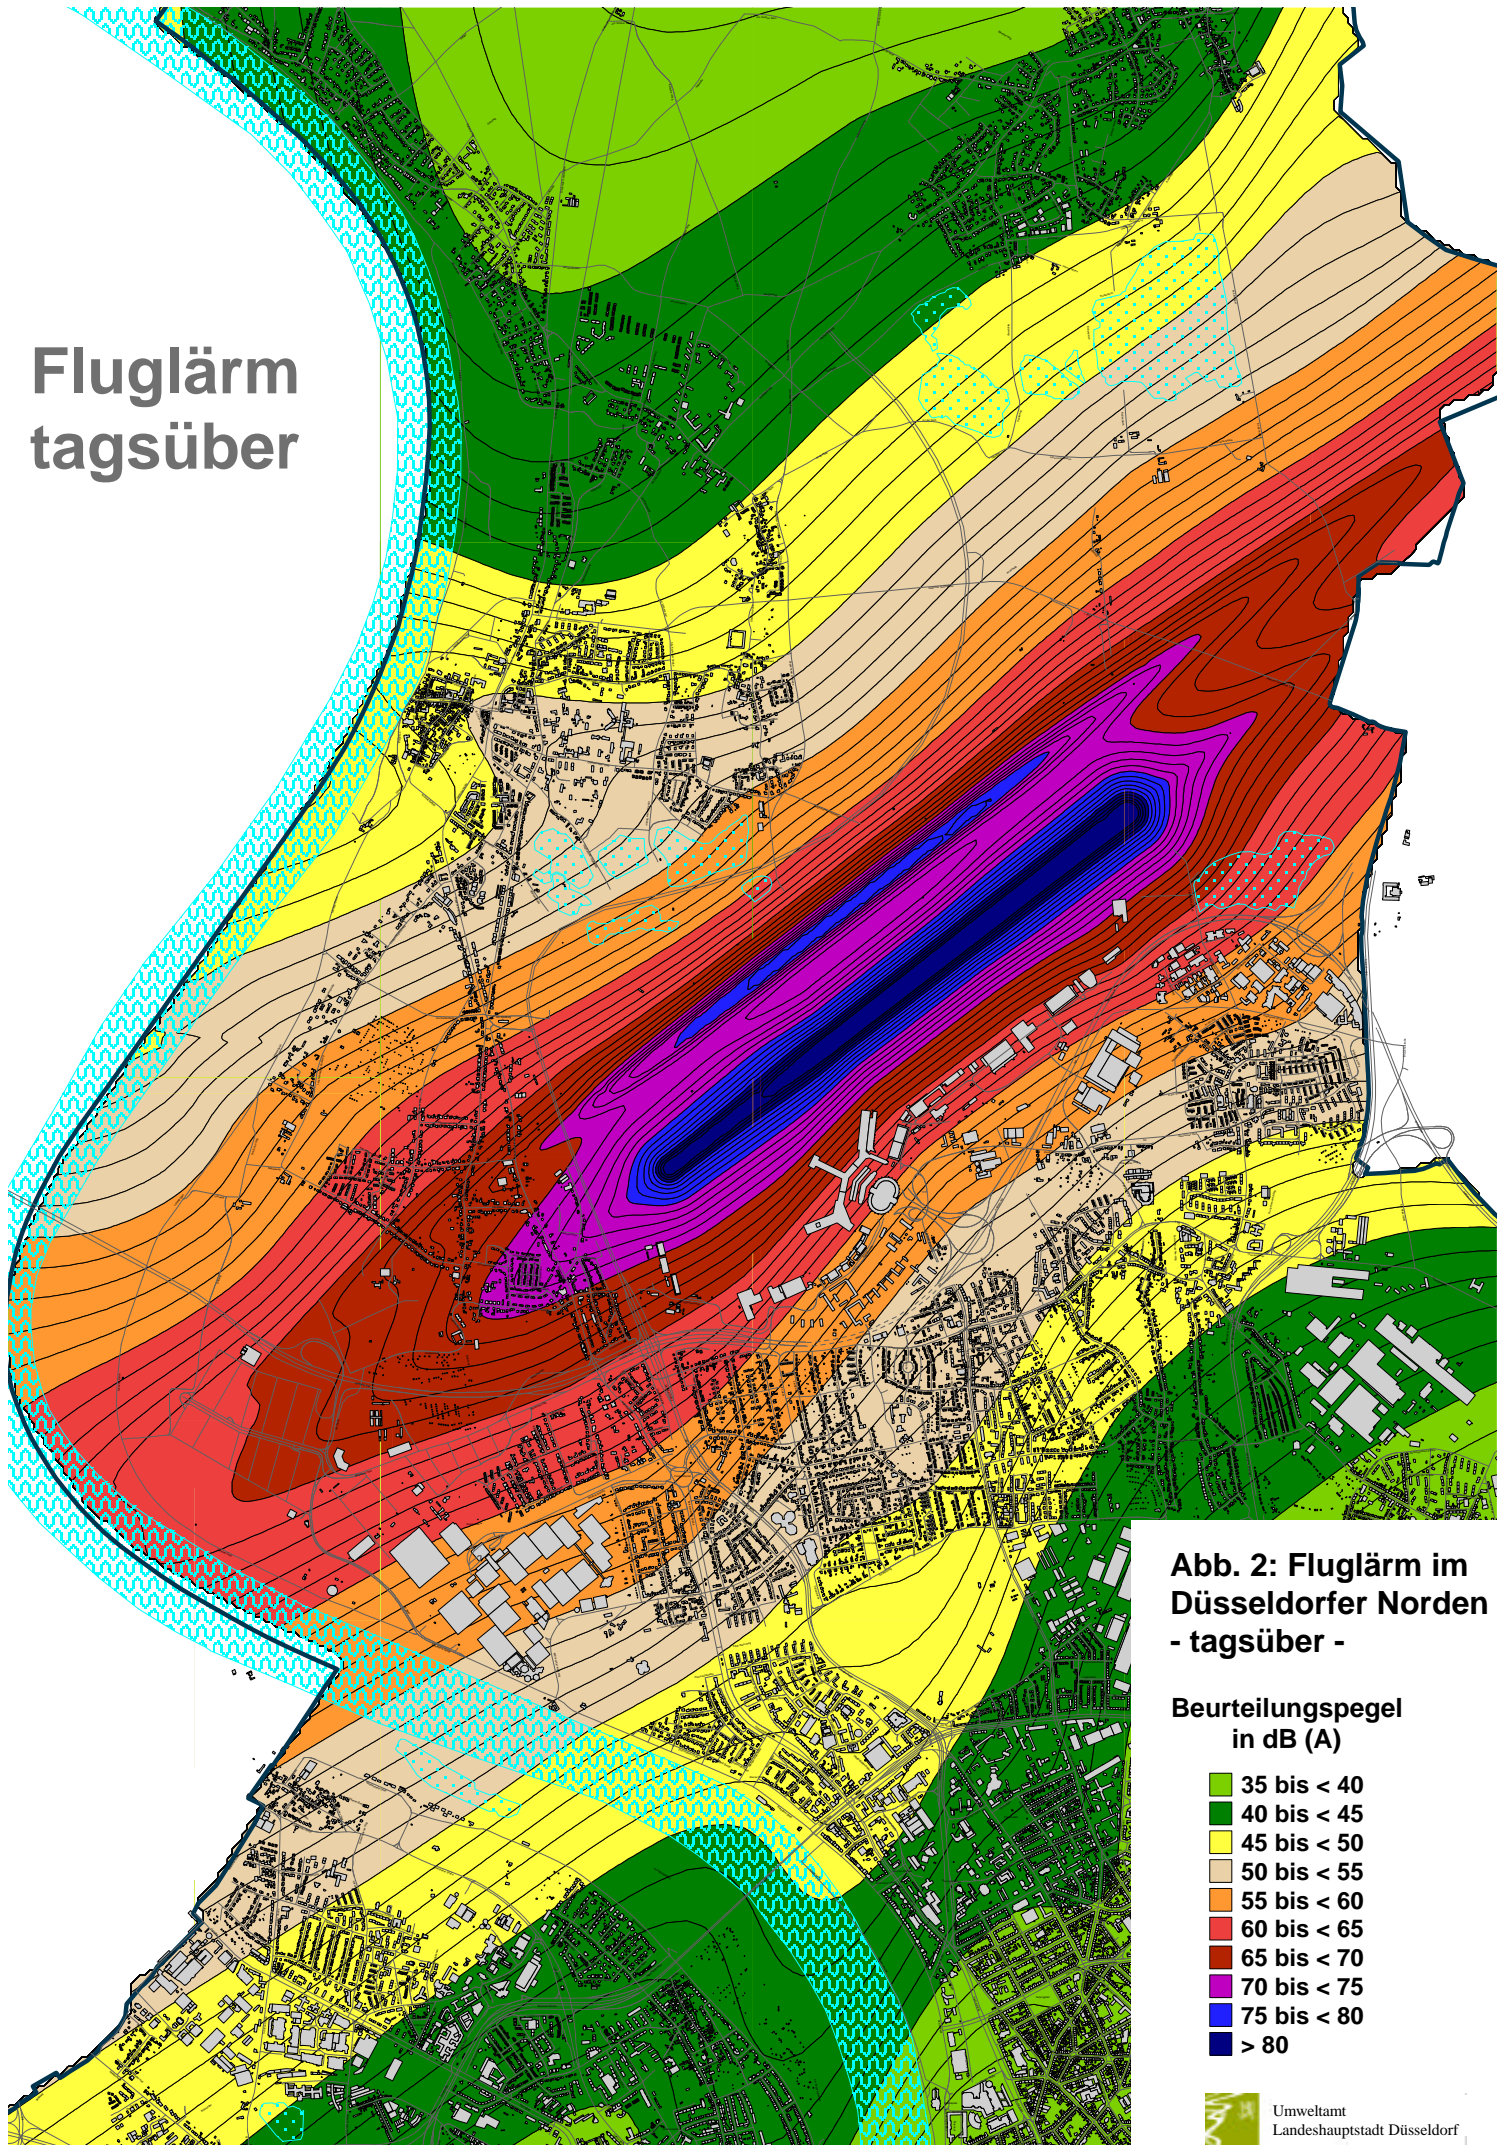 Fluglärm
tagsüber
Abb. 2: Fluglärm im
Düsseldorfer Norden
- tagsüber -
Beurteilungspegel
in dB (A)
35 bis < 40
40 bis < 45
45 bis < 50
50 bis < 55
55 bis < 60
60 bis < 65
65 bis < 70
70 bis < 75
75 bis < 80
> 80
Umweltamt
Landeshauptstadt Düsseldorf